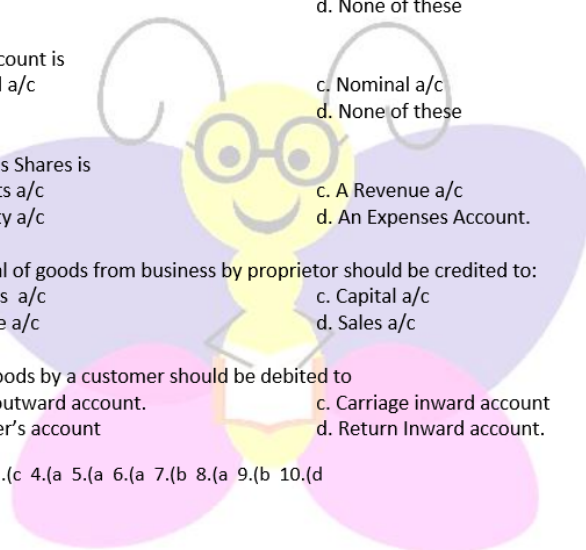 d. None of these
count is
a/c
c. Nominal a/c
d. None of these
s Shares is
ts a/c
c. A Revenue a/c
ty a/c
d. An Expenses Account.
l of goods from business by proprietor should be credited to:
s a/c
c. Capital a/c
e a/c
d. Sales a/c
oods by a customer should be debited to
outward account.
c. Carriage inward account
er's account
d. Return Inward account.
.(c 4.(a 5.(a 6.(a 7.(b 8.(a 9.(b 10.(d